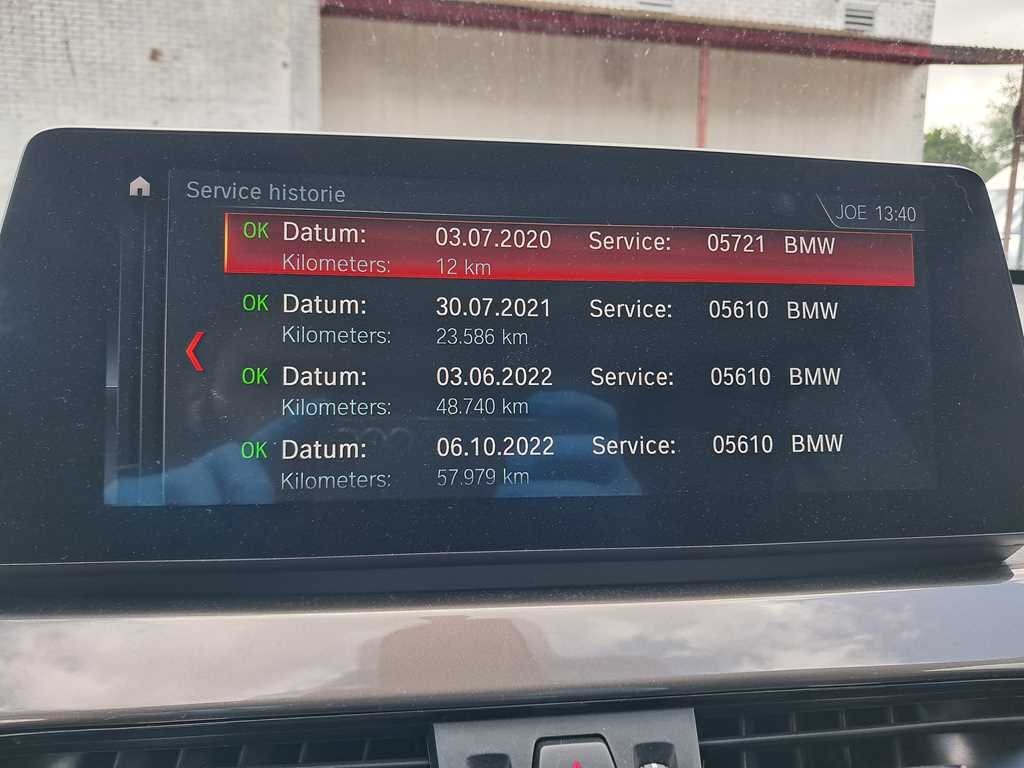 Service historie
JOE 13:40
OK Datum: 03.07.2020 Service: 05721 BMW
Kilometers: 12 km
OK Datum: 30.07.2021 Service: 05610 BMW
Kilometers: 23.586 km
OK Datum: 03.06.2022 Service: 05610 BMW
Kilometers: 48.740 km
OK Datum: 06.10.2022 Service: 05610 BMW
Kilometers: 57.979 km